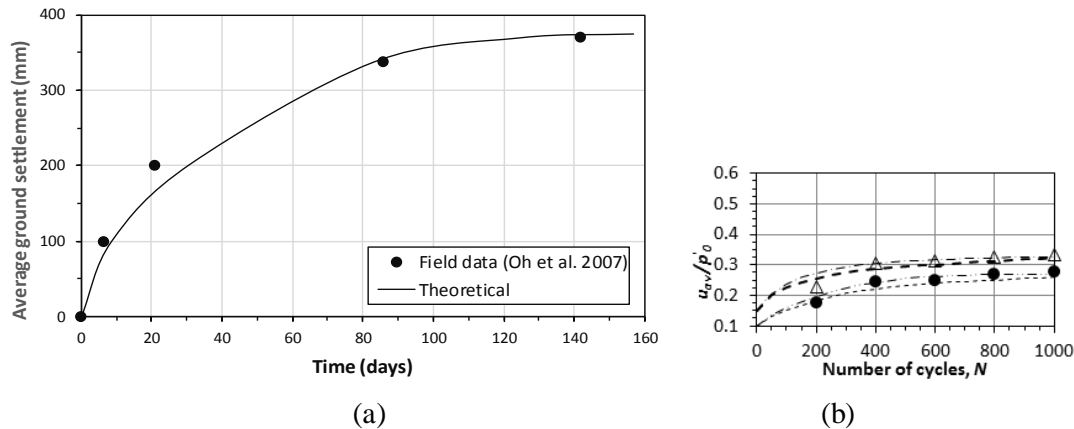 Average ground settlement (mm)
400
300
200
100
0
Field data (Oh et al. 2007)
Theoretical
0 20 40 60 80 100 120 140 160
Time (days)
(a)
u_av/p'_0
0.6
0.5
0.4
0.3
0.2
0.1
0 200 400 600 800 1000
Number of cycles, N
(b)